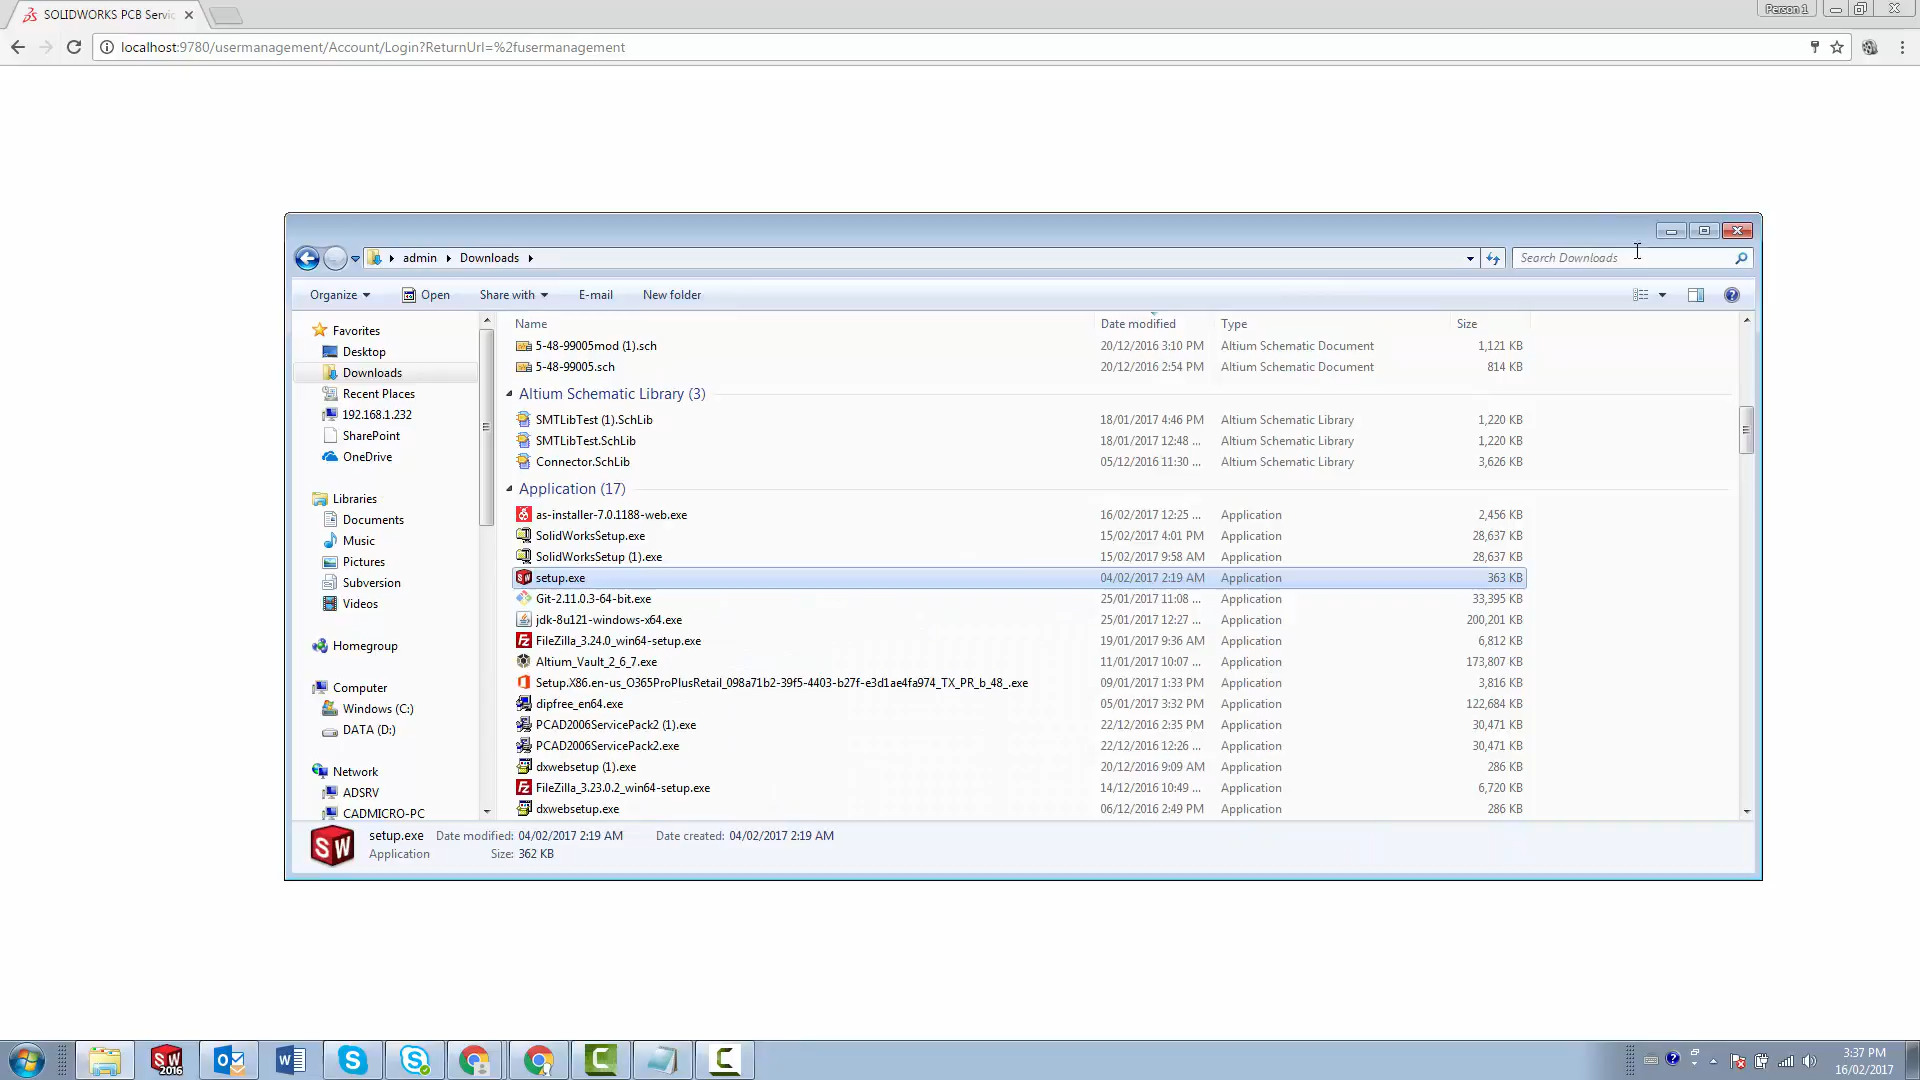 SOLIDWORKS PCB Servic
Person 1
localhost:9780/usermanagement/Account/Login?ReturnUrl=%2fusermanagement
admin Downloads
Search Downloads
Organize Open Share with E-mail New folder
Name Date modified Type Size
5-48-99005mod (1).sch 20/12/2016 3:10 PM Altium Schematic Document 1,121 KB
5-48-99005.sch 20/12/2016 2:54 PM Altium Schematic Document 814 KB
Altium Schematic Library (3)
SMTLibTest (1).SchLib 18/01/2017 4:46 PM Altium Schematic Library 1,220 KB
SMTLibTest.SchLib 18/01/2017 12:48 ... Altium Schematic Library 1,220 KB
Connector.SchLib 05/12/2016 11:30 ... Altium Schematic Library 3,626 KB
Application (17)
as-installer-7.0.1188-web.exe 16/02/2017 12:25 ... Application 2,456 KB
SolidWorksSetup.exe 15/02/2017 4:01 PM Application 28,637 KB
SolidWorksSetup (1).exe 15/02/2017 9:58 AM Application 28,637 KB
setup.exe 04/02/2017 2:19 AM Application 363 KB
Git-2.11.0.3-64-bit.exe 25/01/2017 11:08 ... Application 33,395 KB
jdk-8u121-windows-x64.exe 25/01/2017 12:27 ... Application 200,201 KB
FileZilla_3.24.0_win64-setup.exe 19/01/2017 9:36 AM Application 6,812 KB
Altium_Vault_2_6_7.exe 11/01/2017 10:07 ... Application 173,807 KB
Setup.X86.en-us_O365ProPlusRetail_098a71b2-39f5-4403-b27f-e3d1ae4fa974_TX_PR_b_48_.exe 09/01/2017 1:33 PM Application 3,816 KB
dipfree_en64.exe 05/01/2017 3:32 PM Application 122,684 KB
PCAD2006ServicePack2 (1).exe 22/12/2016 2:35 PM Application 30,471 KB
PCAD2006ServicePack2.exe 22/12/2016 12:26 ... Application 30,471 KB
dxwebsetup (1).exe 20/12/2016 9:09 AM Application 286 KB
FileZilla_3.23.0.2_win64-setup.exe 14/12/2016 10:49 ... Application 6,720 KB
dxwebsetup.exe 06/12/2016 2:49 PM Application 286 KB
Favorites
Desktop
Downloads
Recent Places
192.168.1.232
SharePoint
OneDrive
Libraries
Documents
Music
Pictures
Subversion
Videos
Homegroup
Computer
Windows (C:)
DATA (D:)
Network
ADSRV
CADMICRO-PC
SW
setup.exe Date modified: 04/02/2017 2:19 AM Date created: 04/02/2017 2:19 AM
Application Size: 362 KB
SW
2016
3:37 PM
16/02/2017